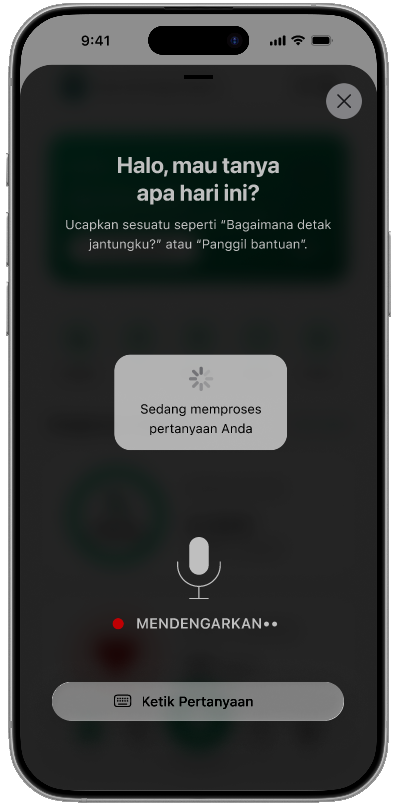 9:41
Halo, mau tanya
apa hari ini?
Ucapkan sesuatu seperti “Bagaimana detak
jantungku?” atau “Panggil bantuan”.
Sedang memproses
pertanyaan Anda
MENDENGARKAN••
Ketik Pertanyaan